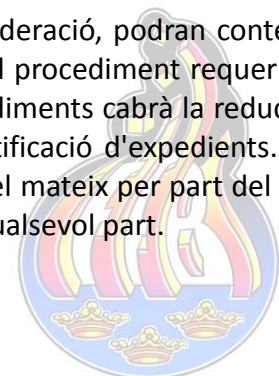 deració, podran conte
l procediment requer
diments cabrà la reduc
tificació d'expedients.
el mateix per part del
ualsevol part.